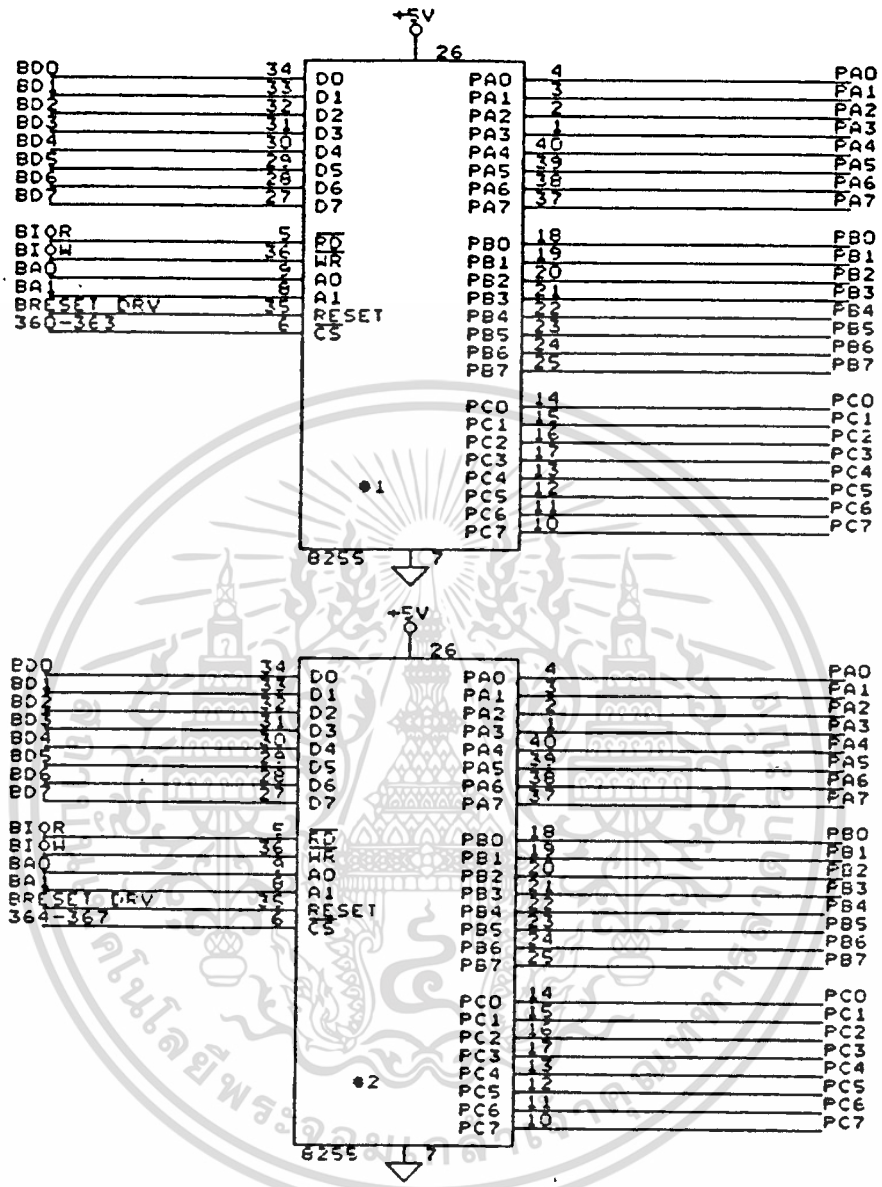 +5V
26
BD0 34 D0 PA0 4 PA0
BD1 33 D1 PA1 3 PA1
BD2 32 D2 PA2 2 PA2
BD3 31 D3 PA3 1 PA3
BD4 30 D4 PA4 40 PA4
BD5 29 D5 PA5 39 PA5
BD6 28 D6 PA6 38 PA6
BD7 27 D7 PA7 37 PA7
BIOR 5 RD PB0 18 PB0
BIOW 36 WR PB1 19 PB1
BA0 A0 PB2 20 PB2
BA1 A1 PB3 21 PB3
BRESET DRV RESET PB4 22 PB4
360-363 6 CS PB5 23 PB5
PB6 24 PB6
PB7 25 PB7
PC0 14 PC0
PC1 15 PC1
PC2 16 PC2
PC3 17 PC3
PC4 13 PC4
PC5 12 PC5
PC6 11 PC6
PC7 10 PC7
1
8255 7
+5V
26
BD0 34 D0 PA0 4 PA0
BD1 D1 PA1 3 PA1
BD2 D2 PA2 2 PA2
BD3 D3 PA3 1 PA3
BD4 D4 PA4 40 PA4
BD5 D5 PA5 39 PA5
BD6 D6 PA6 38 PA6
BD7 D7 PA7 37 PA7
BIOR 5 PB0 18 PB0
BIOW 36 WR PB1 19 PB1
BA0 A0 PB2 20 PB2
BA1 A1 PB3 21 PB3
BRESET DRV RESET PB4 22 PB4
364-367 6 CS PB5 23 PB5
PB6 24 PB6
PB7 25 PB7
PC0 14 PC0
PC1 15 PC1
PC2 16 PC2
PC3 17 PC3
PC4 13 PC4
PC5 12 PC5
PC6 11 PC6
PC7 10 PC7
2
8255 7